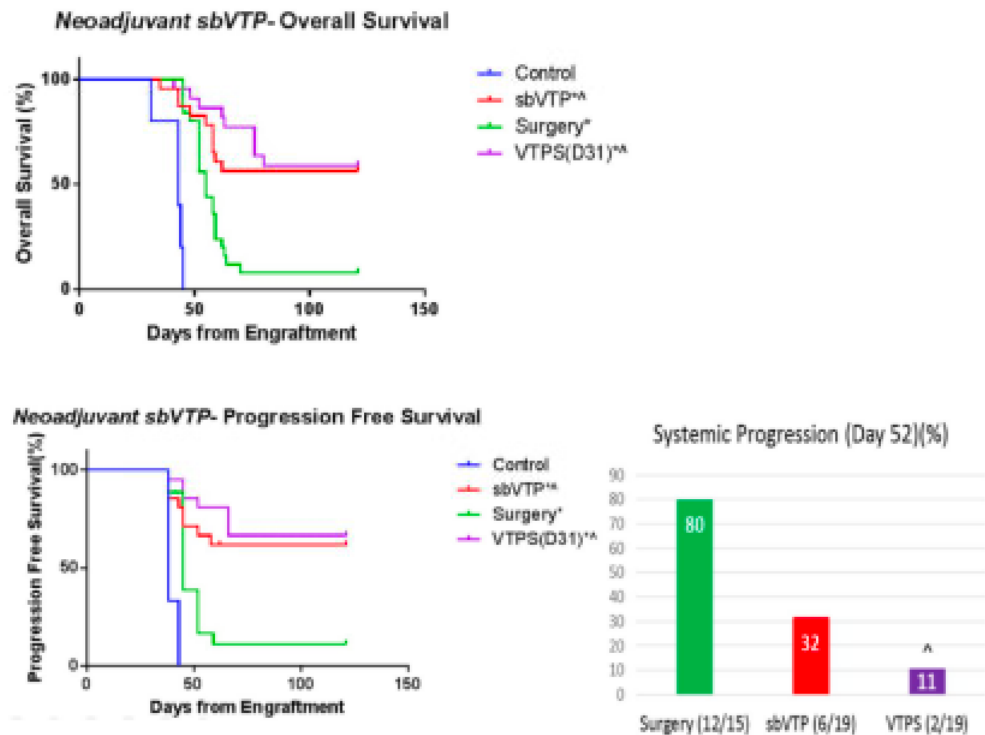 Neoadjuvant sbVTP- Overall Survival
Overall Survival (%)
100
50
0
0 50 100 150
Days from Engraftment
Control
sbVTP*^
Surgery*
VTPS(D31)*^
Neoadjuvant sbVTP- Progression Free Survival
Progression Free Survival(%)
100
50
0
0 50 100 150
Days from Engraftment
Control
sbVTP*^
Surgery*
VTPS(D31)*^
Systemic Progression (Day 52)(%)
90
80
70
60
50
40
30
20
10
0
80
32
^
11
Surgery (12/15) sbVTP (6/19) VTPS (2/19)